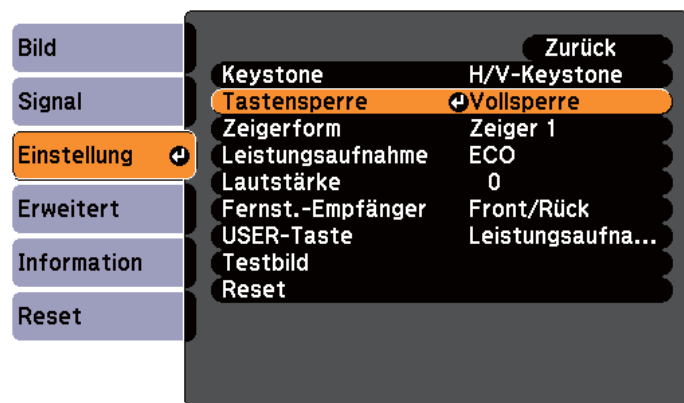 Bild
Signal
Einstellung
Erweitert
Information
Reset
Zurück
Keystone H/V-Keystone
Tastensperre Vollsperre
Zeigerform Zeiger 1
Leistungsaufnahme ECO
Lautstärke 0
Fernst.-Empfänger Front/Rück
USER-Taste Leistungsaufna...
Testbild
Reset